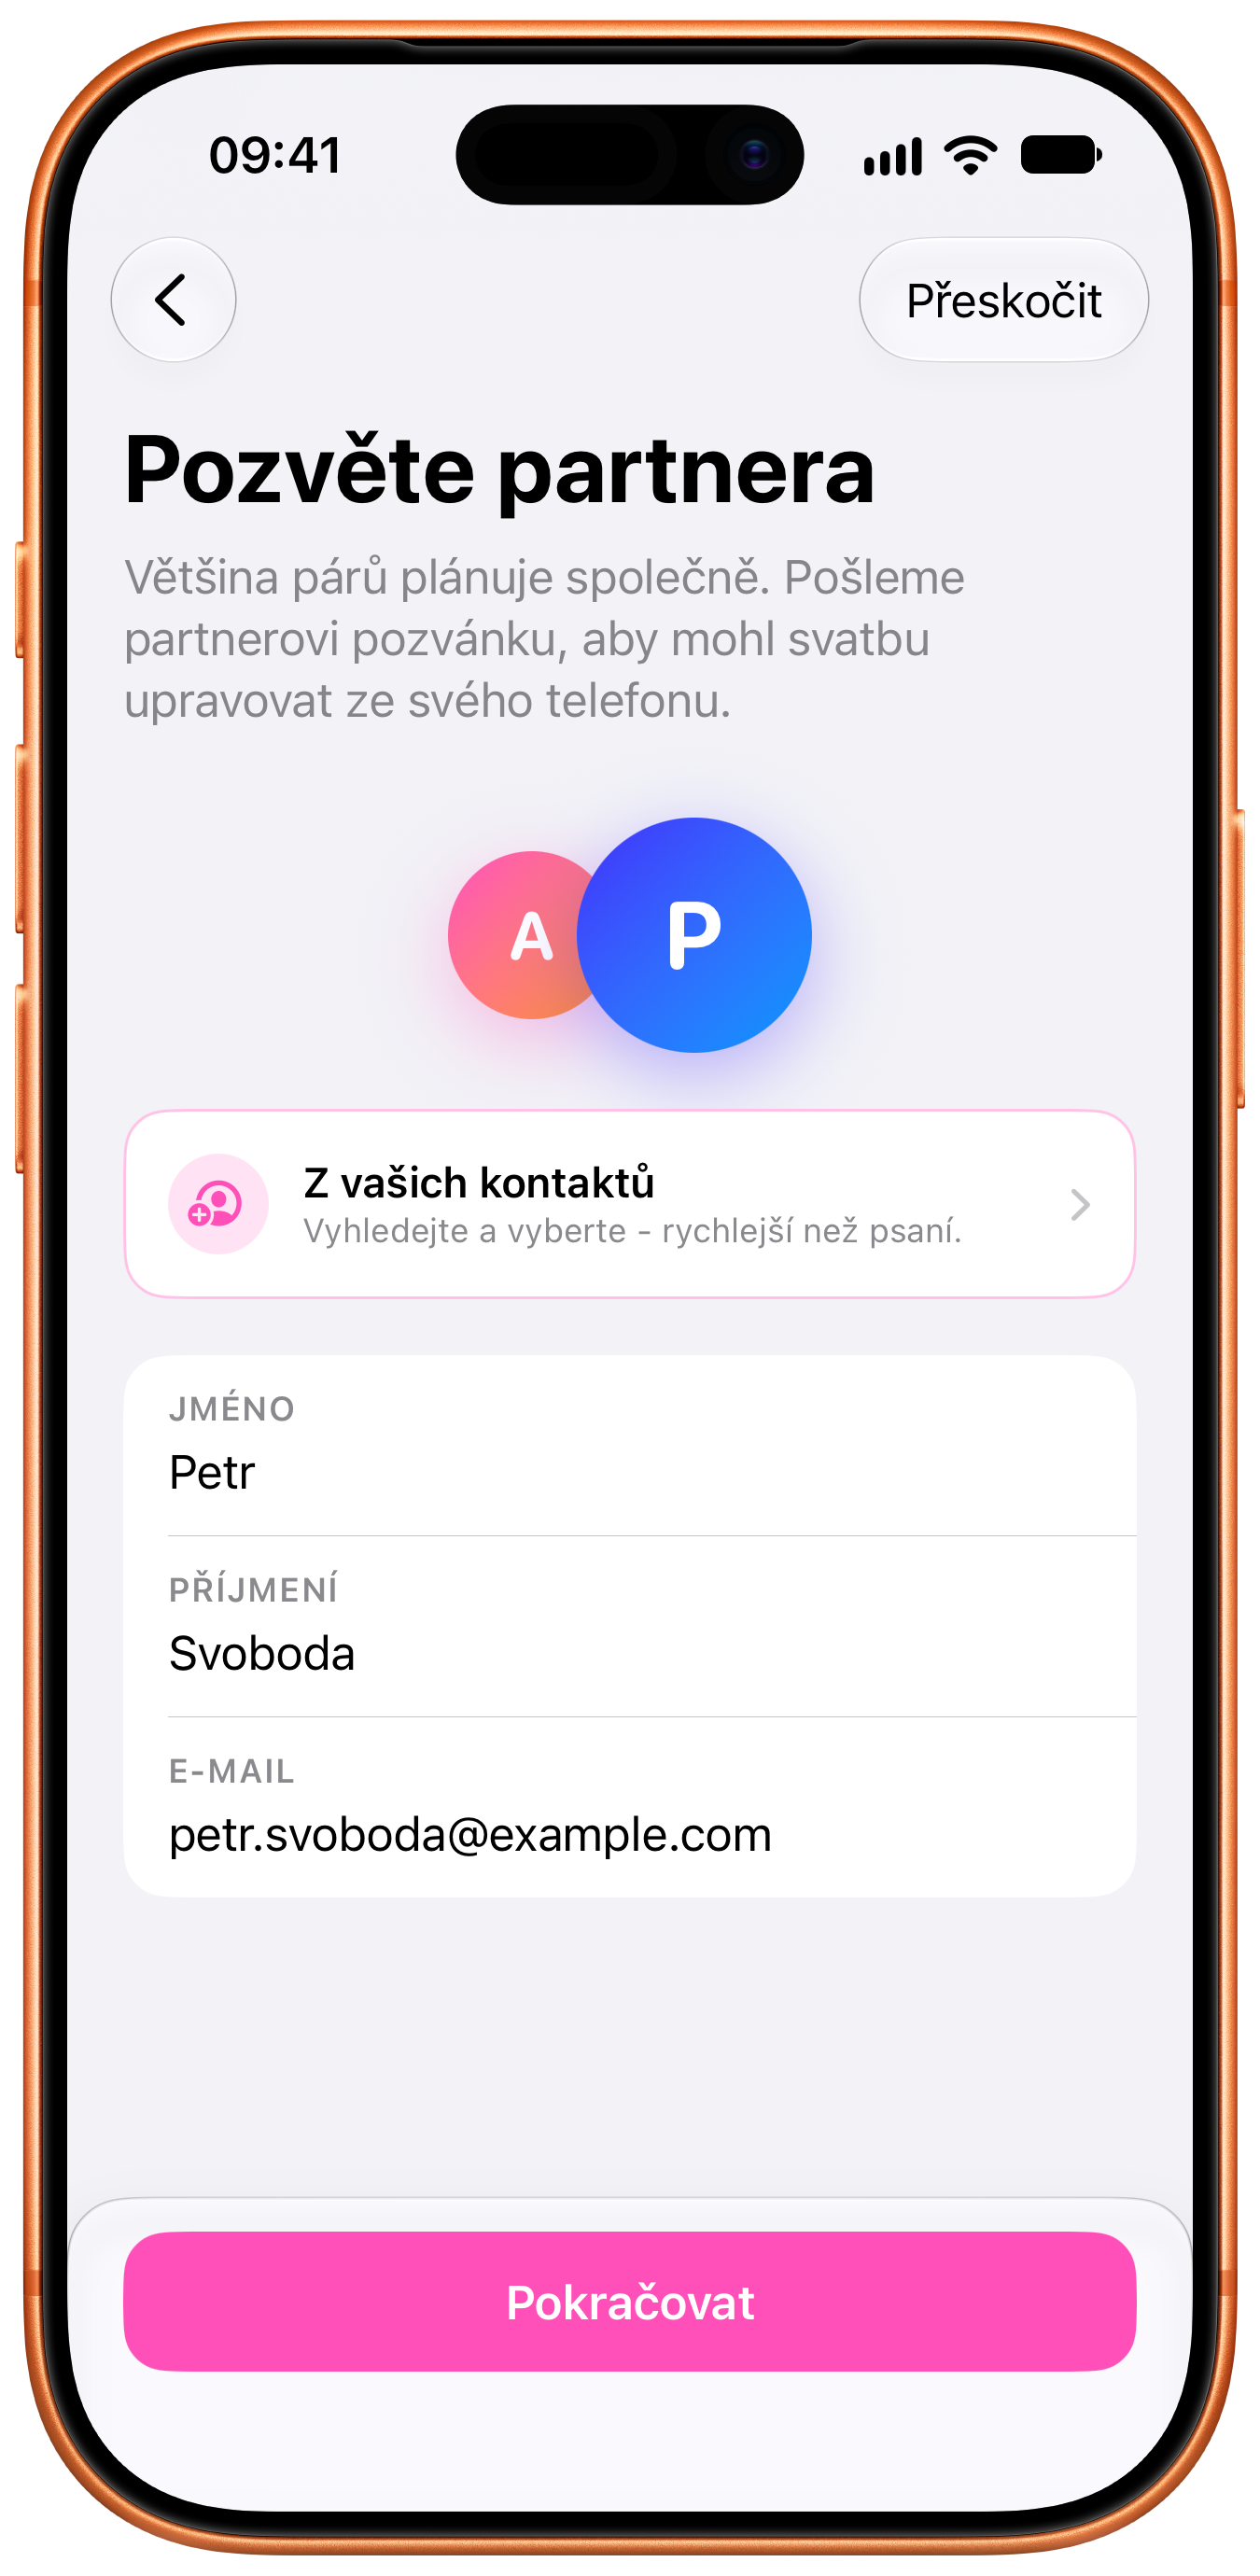 09:41
Přeskočit
Pozvěte partnera
Většina párů plánuje společně. Pošleme
partnerovi pozvánku, aby mohl svatbu
upravovat ze svého telefonu.
A
P
Z vašich kontaktů
Vyhledejte a vyberte - rychlejší než psaní.
JMÉNO
Petr
PŘÍJMENÍ
Svoboda
E-MAIL
petr.svoboda@example.com
Pokračovat